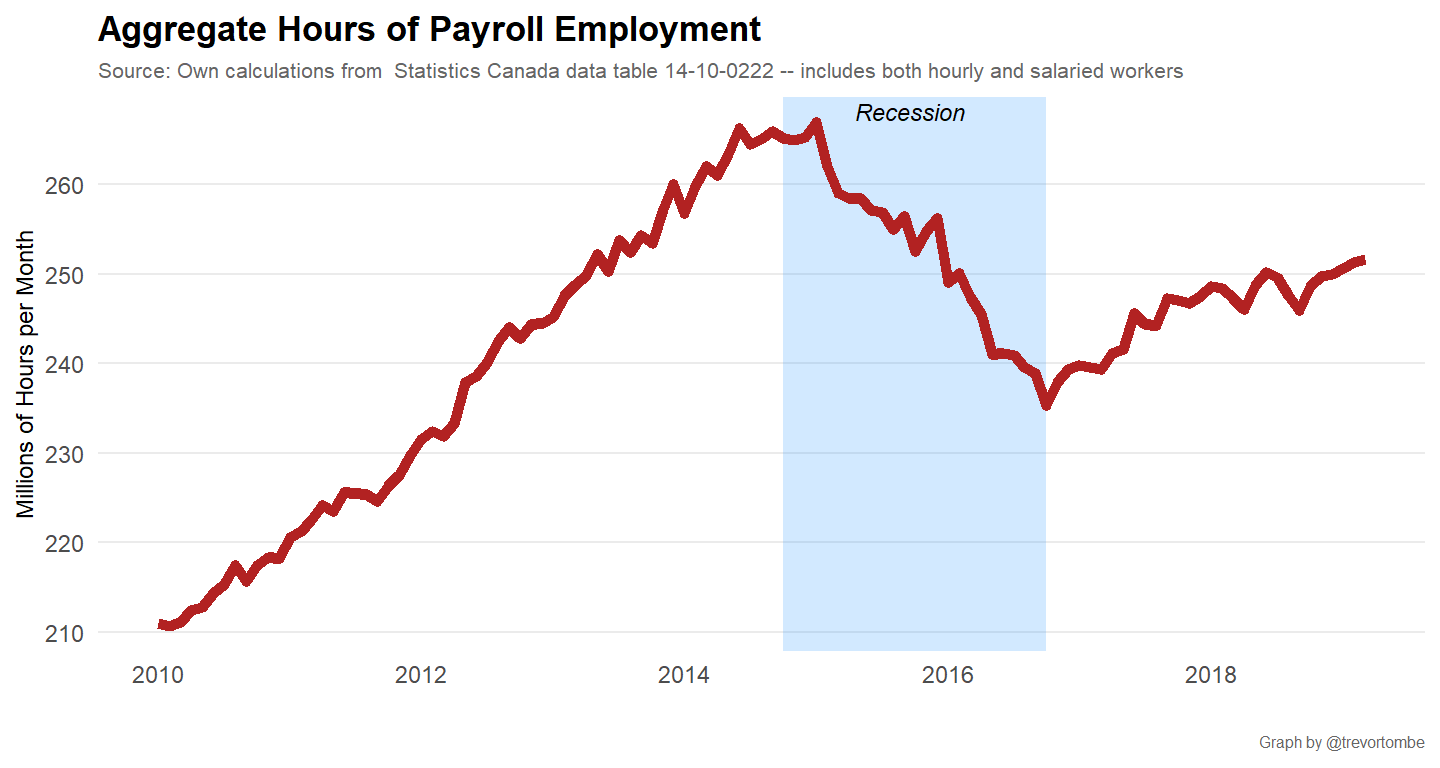 Aggregate Hours of Payroll Employment
Source: Own calculations from  Statistics Canada data table 14-10-0222 -- includes both hourly and salaried workers
Recession
Millions of Hours per Month
260
250
240
230
220
210
2010 2012 2014 2016 2018
Graph by @trevortombe